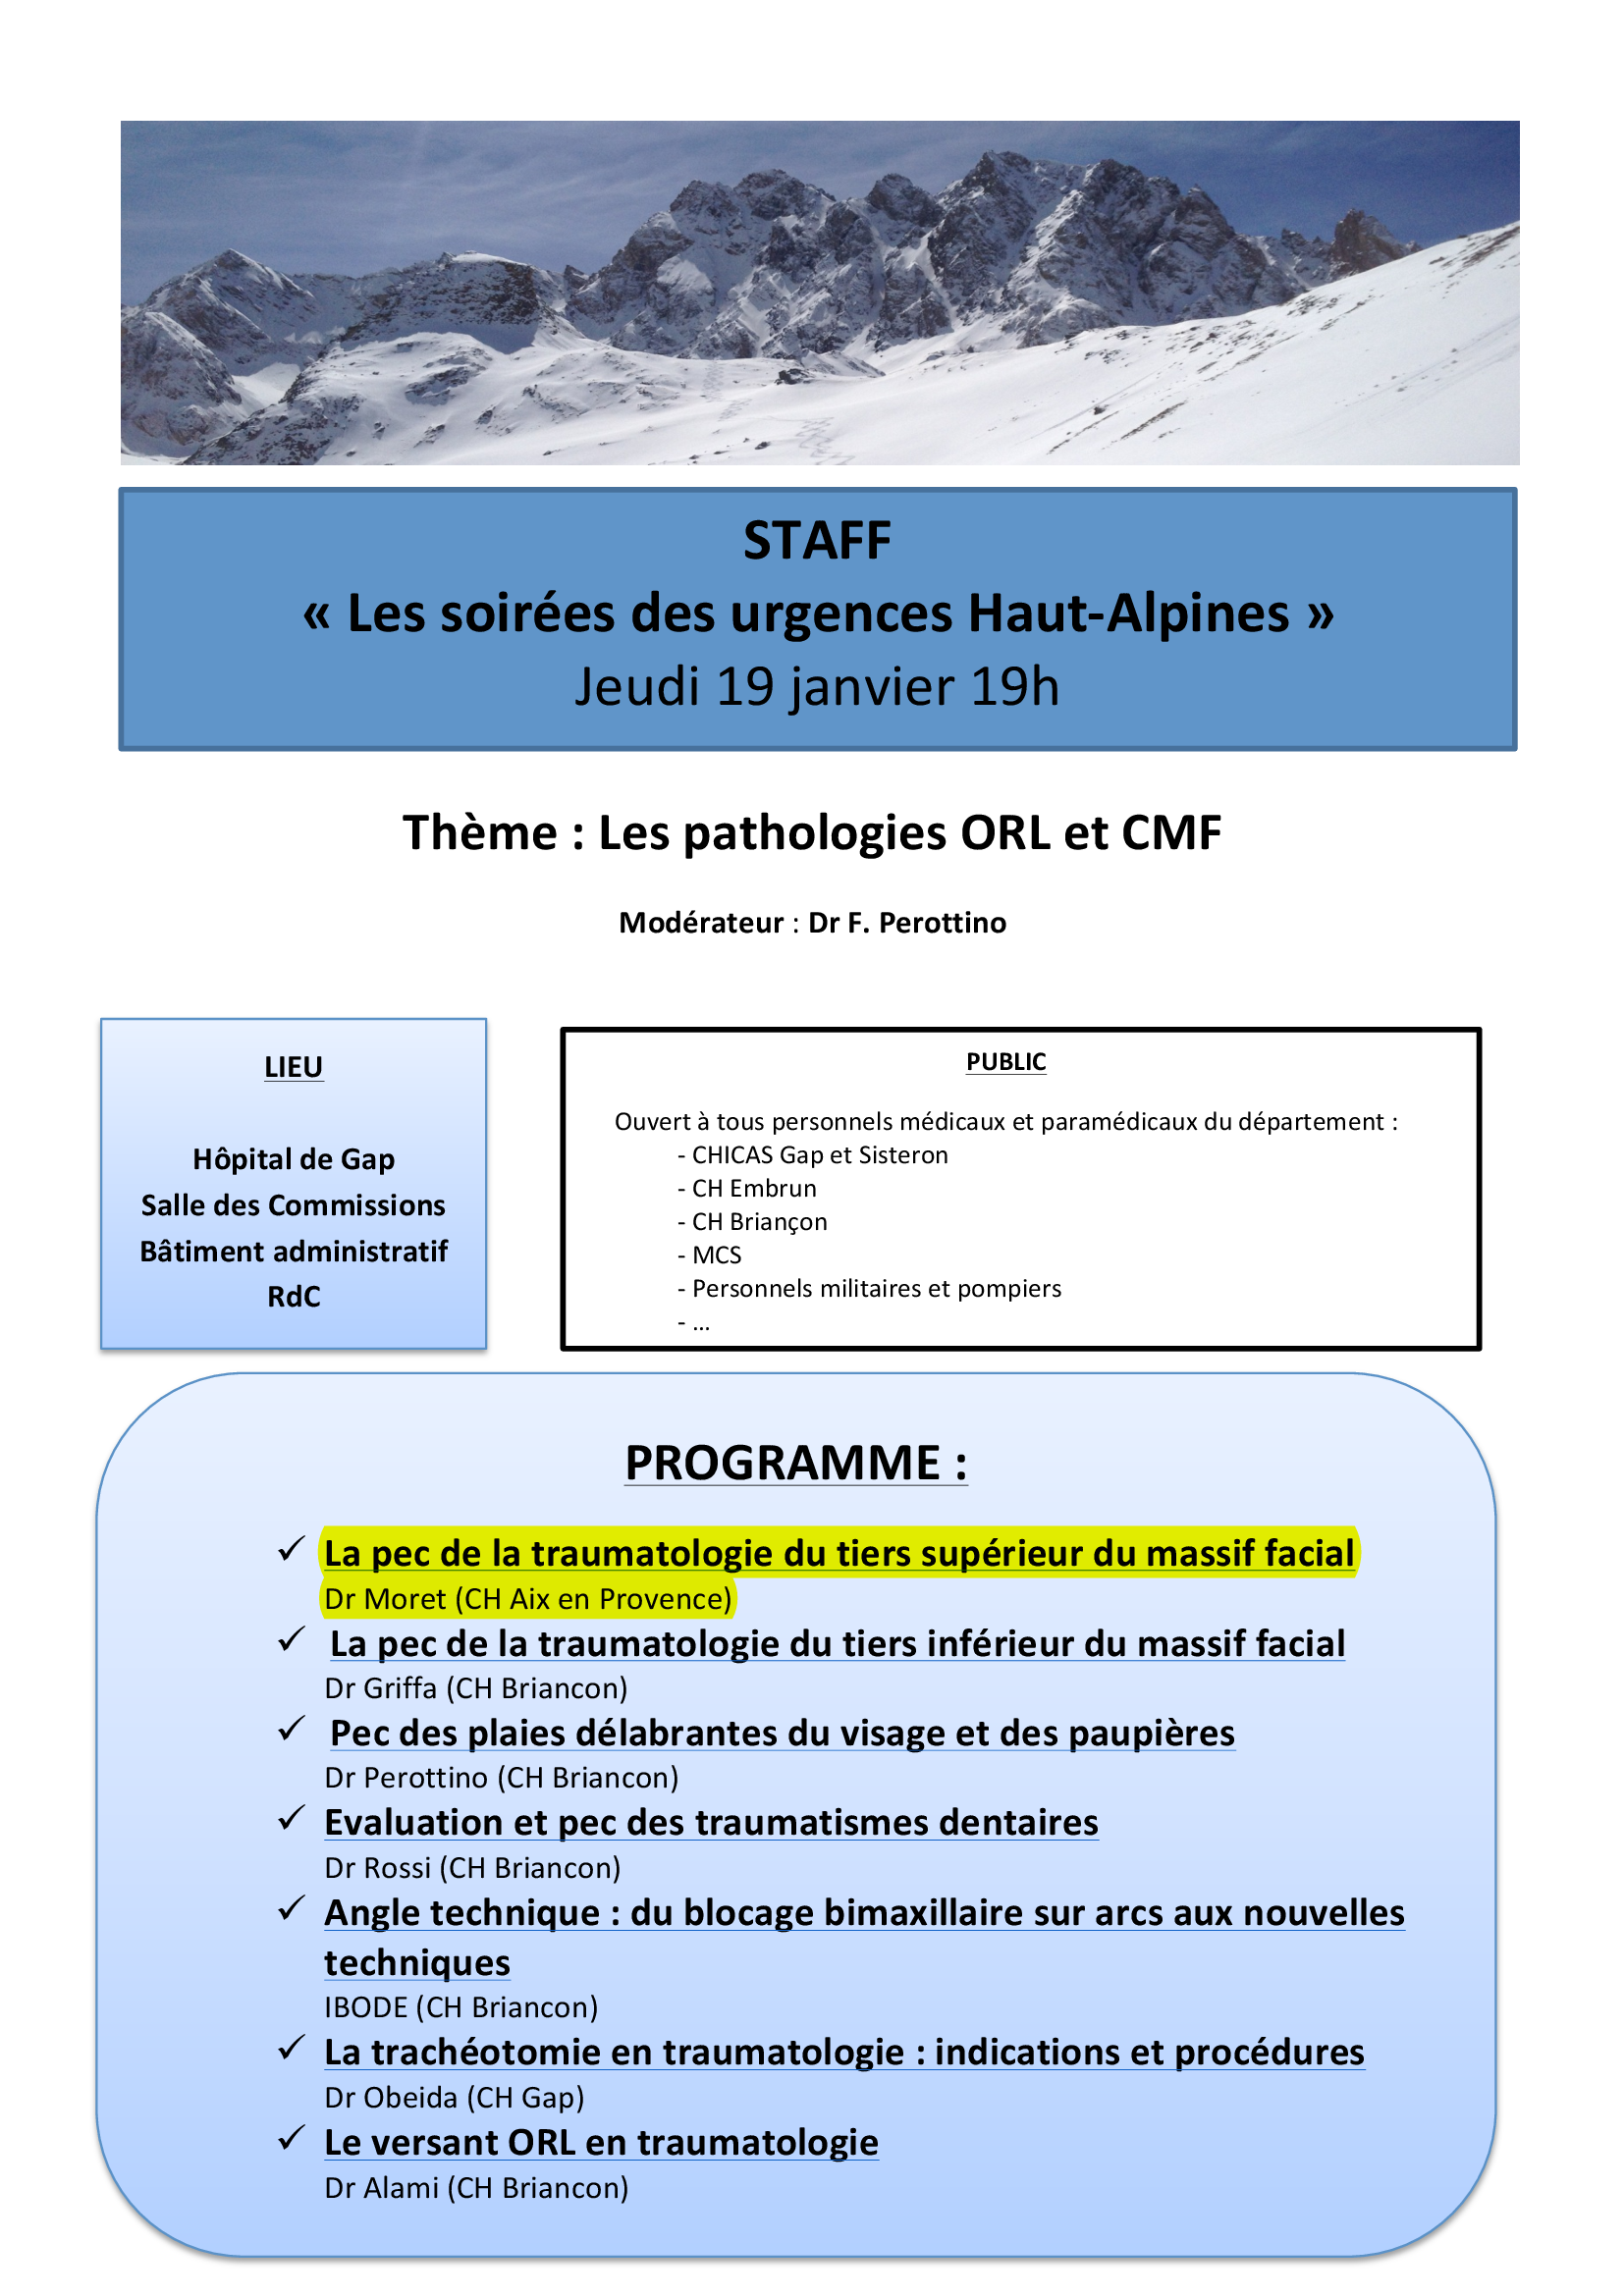 STAFF
« Les soirées des urgences Haut-Alpines »
Jeudi 19 janvier 19h
Thème : Les pathologies ORL et CMF
Modérateur : Dr F. Perottino
LIEU
Hôpital de Gap
Salle des Commissions
Bâtiment administratif
RdC
PUBLIC
Ouvert à tous personnels médicaux et paramédicaux du département :
- CHICAS Gap et Sisteron
- CH Embrun
- CH Briançon
- MCS
- Personnels militaires et pompiers
- ...
PROGRAMME :
✓ La pec de la traumatologie du tiers supérieur du massif facial
Dr Moret (CH Aix en Provence)
✓ La pec de la traumatologie du tiers inférieur du massif facial
Dr Griffa (CH Briancon)
✓ Pec des plaies délabrantes du visage et des paupières
Dr Perottino (CH Briancon)
✓ Evaluation et pec des traumatismes dentaires
Dr Rossi (CH Briancon)
✓ Angle technique : du blocage bimaxillaire sur arcs aux nouvelles
techniques
IBODE (CH Briancon)
✓ La trachéotomie en traumatologie : indications et procédures
Dr Obeida (CH Gap)
✓ Le versant ORL en traumatologie
Dr Alami (CH Briancon)